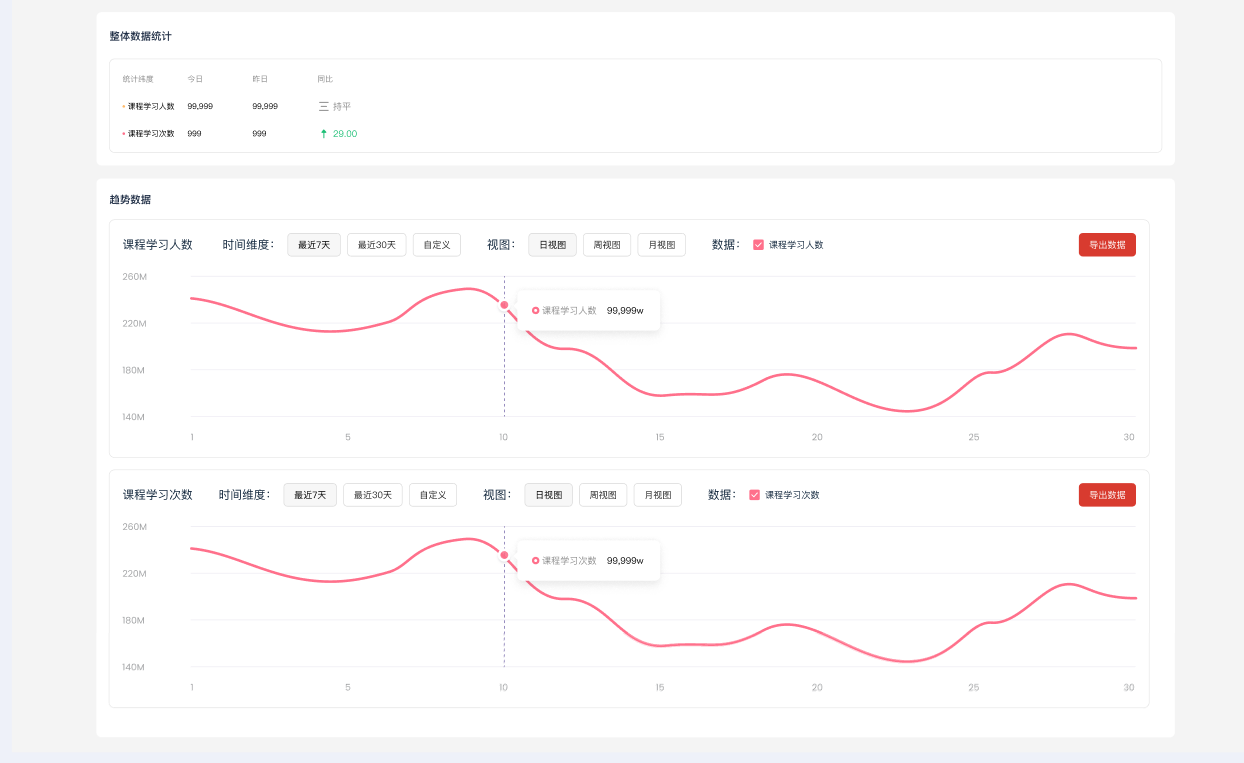 整体数据统计
统计纬度 今日 昨日 同比
课程学习人数 99,999 99,999 三 持平
课程学习次数 999 999 29.00
趋势数据
课程学习人数 时间维度： 最近7天 最近30天 自定义 视图： 日视图 周视图 月视图 数据： 课程学习人数 导出数据
260M
课程学习人数 99,999w
220M
180M
140M
1 5 10 15 20 25 30
课程学习次数 时间维度： 最近7天 最近30天 自定义 视图： 日视图 周视图 月视图 数据： 课程学习次数 导出数据
260M
课程学习次数 99,999w
220M
180M
140M
1 5 10 15 20 25 30